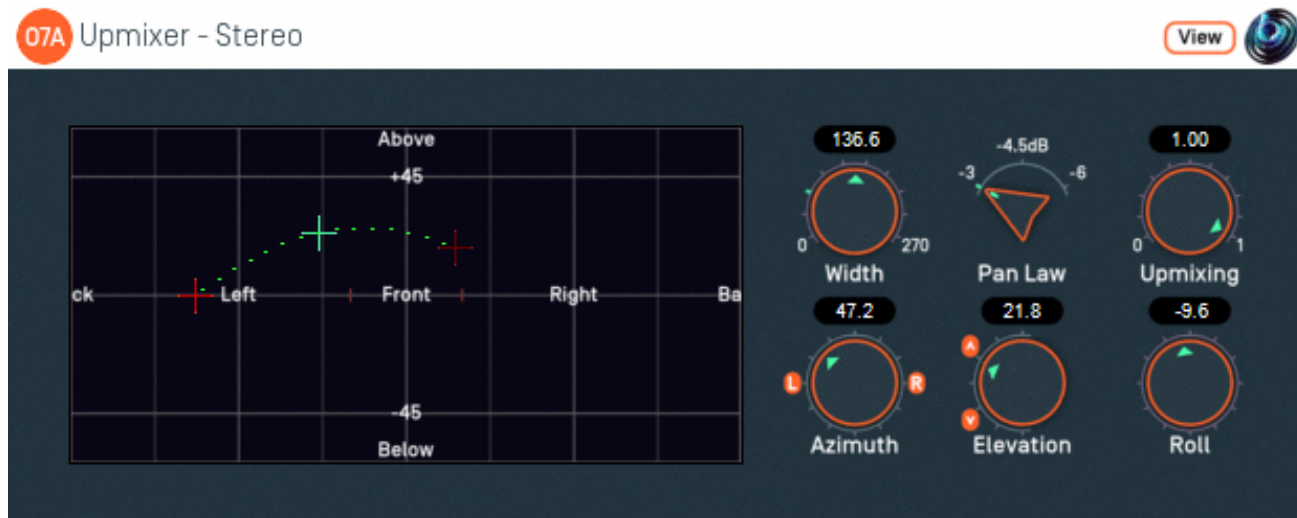 O7A Upmixer - Stereo
View
Above
+45
ck Left Front Right Ba
-45
Below
136.6
0 270
Width
-4.5dB
-3 -6
Pan Law
1.00
0 1
Upmixing
47.2
L R
Azimuth
21.8
Elevation
-9.6
Roll